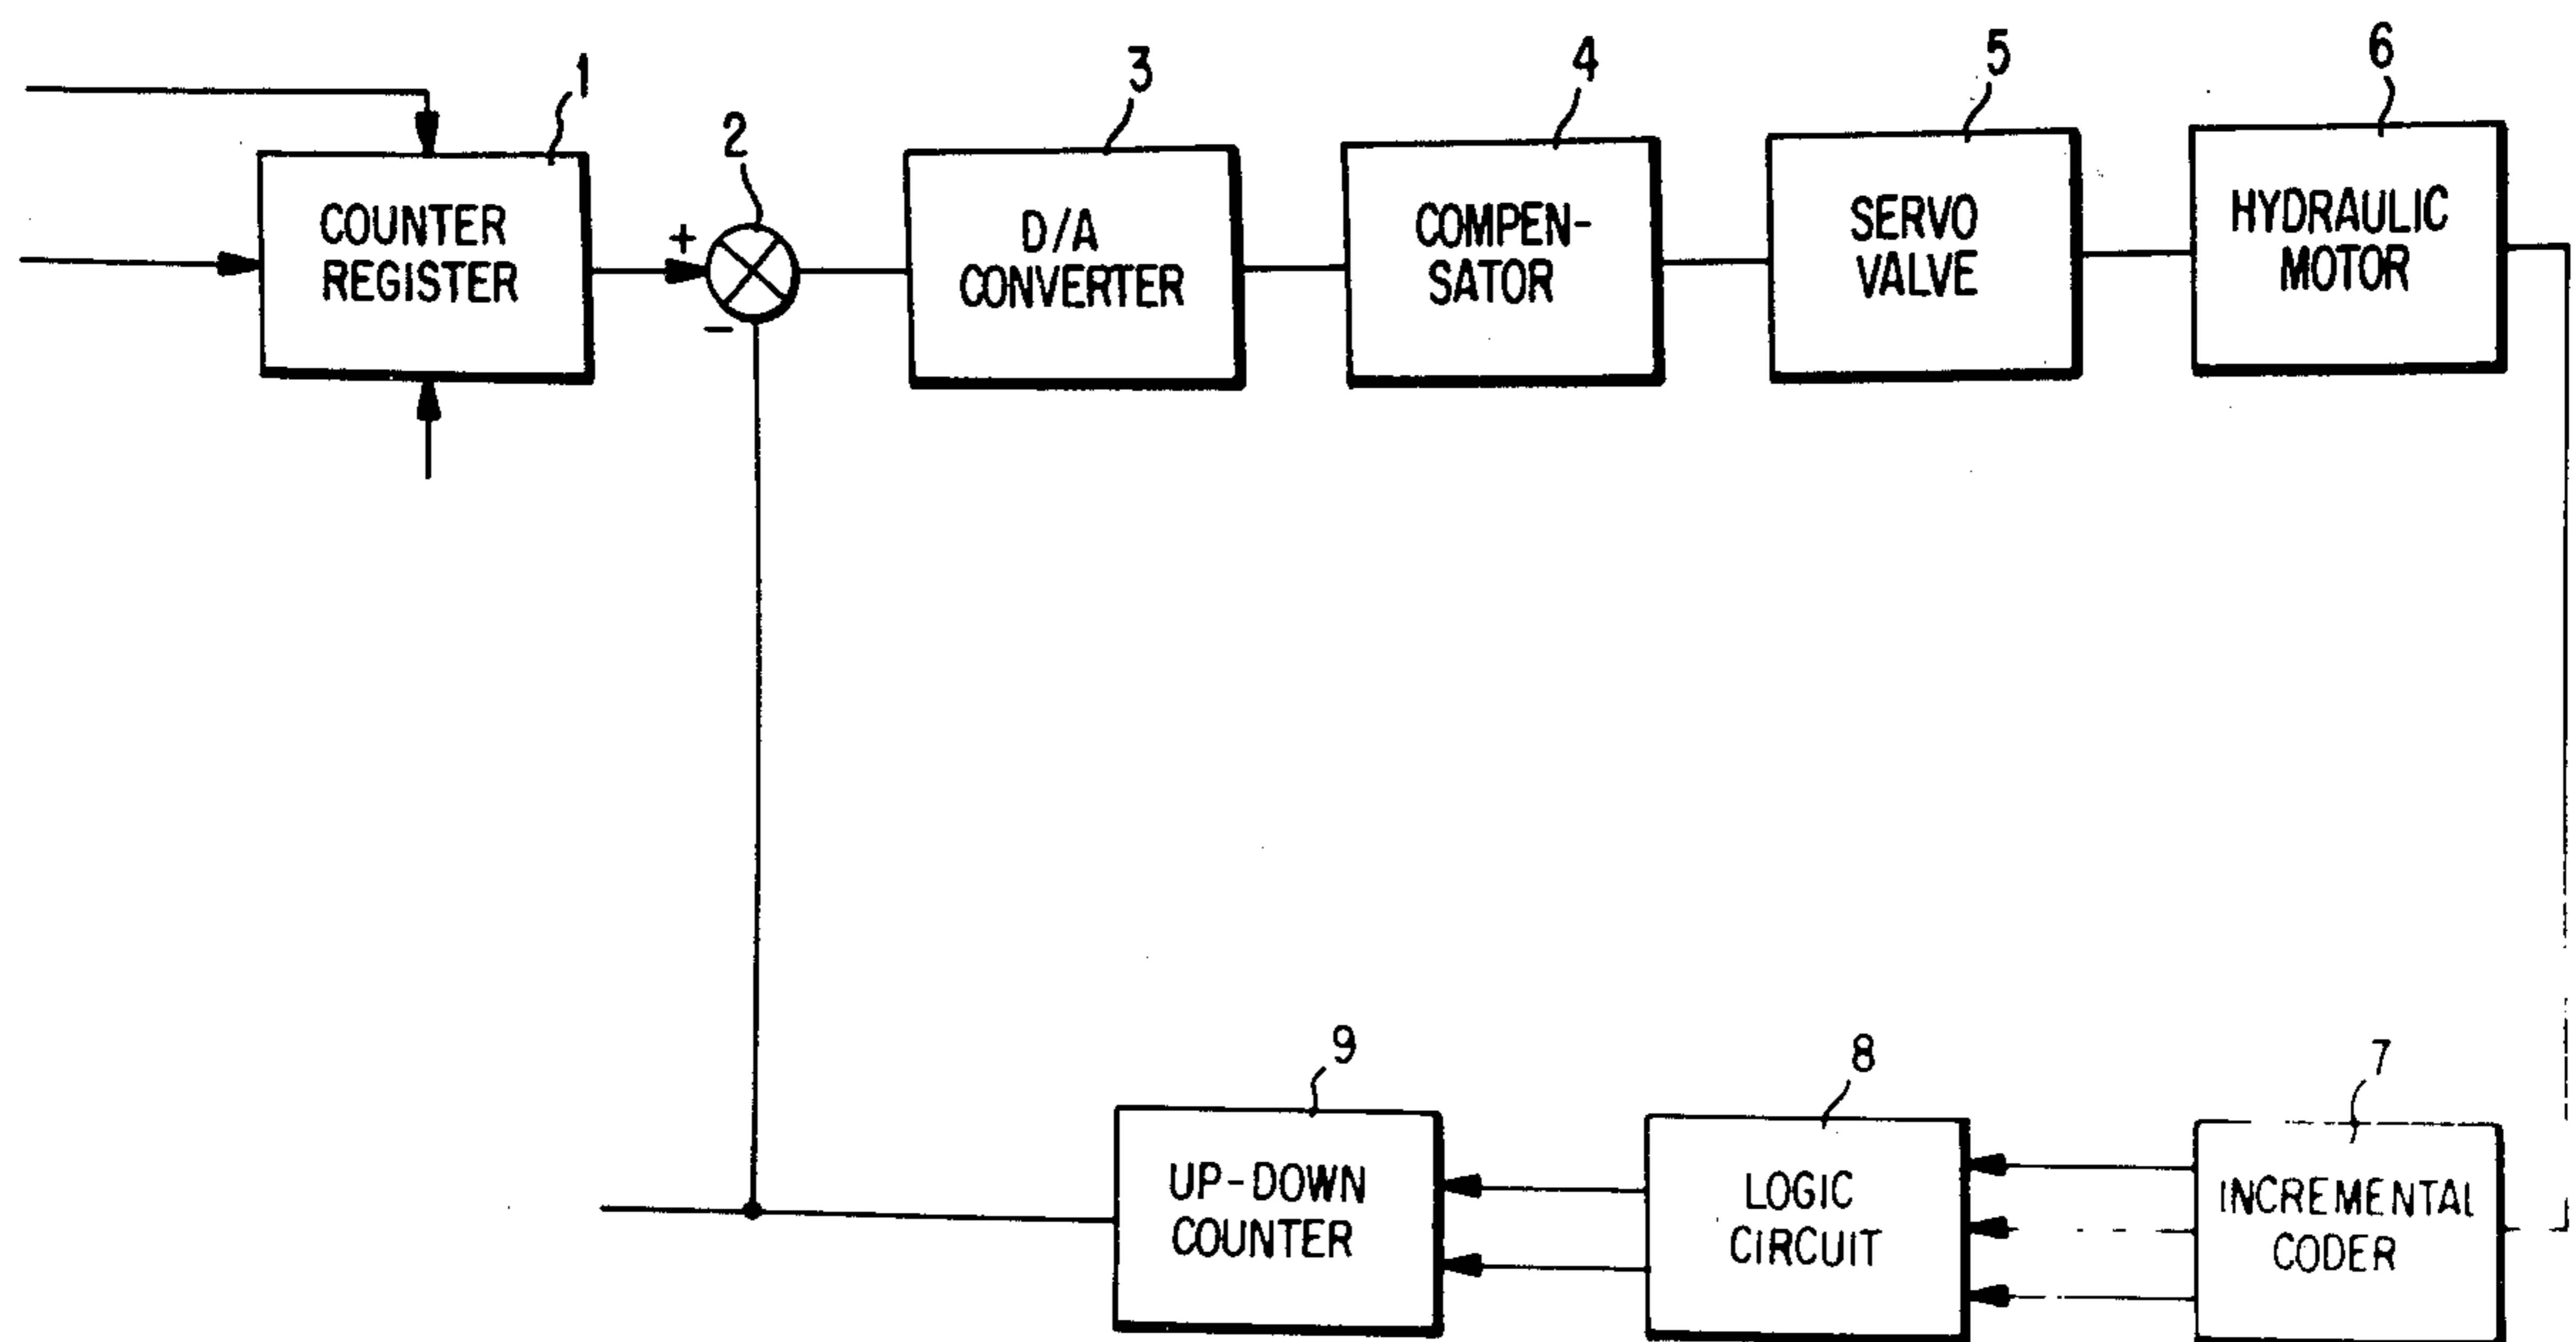 1
2
3
4
5
6
COUNTER
REGISTER
+
−
D/A
CONVERTER
COMPEN-
SATOR
SERVO
VALVE
HYDRAULIC
MOTOR
9
8
7
UP-DOWN
COUNTER
LOGIC
CIRCUIT
INCREMENTAL
CODER